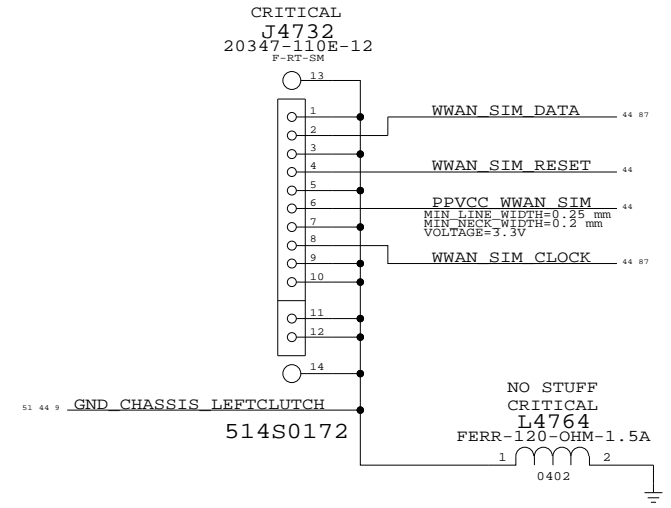 CRITICAL
J4732
20347-110E-12
F-RT-SM
13
1
WWAN_SIM_DATA 44 87
2
3
4
WWAN_SIM_RESET 44
5
6
PPVCC_WWAN_SIM 44
MIN_LINE_WIDTH=0.25 mm
MIN_NECK_WIDTH=0.2 mm
VOLTAGE=3.3V
7
8
9
WWAN_SIM_CLOCK 44 87
10
11
12
14
51 44 9 GND_CHASSIS_LEFTCLUTCH
514S0172
NO STUFF
CRITICAL
L4764
FERR-120-OHM-1.5A
1 2
0402